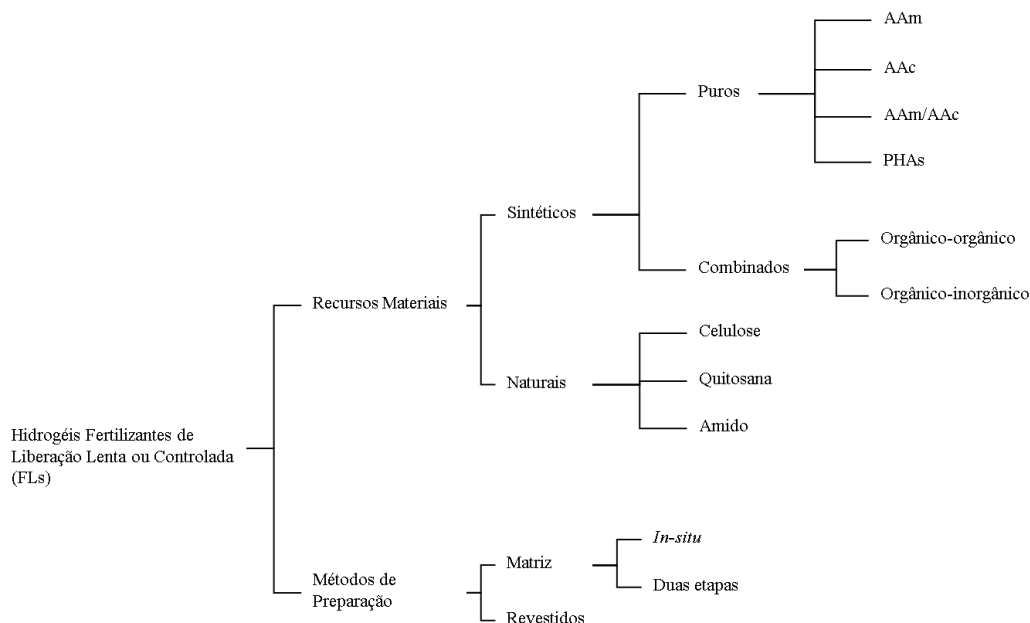 AAm
AAc
Puros
AAm/AAc
PHAs
Sintéticos
Orgânico-orgânico
Combinados
Orgânico-inorgânico
Recursos Materiais
Celulose
Naturais
Quitosana
Amido
Hidrogéis Fertilizantes de
Liberação Lenta ou Controlada
(FLs)
In-situ
Matriz
Métodos de
Preparação
Duas etapas
Revestidos